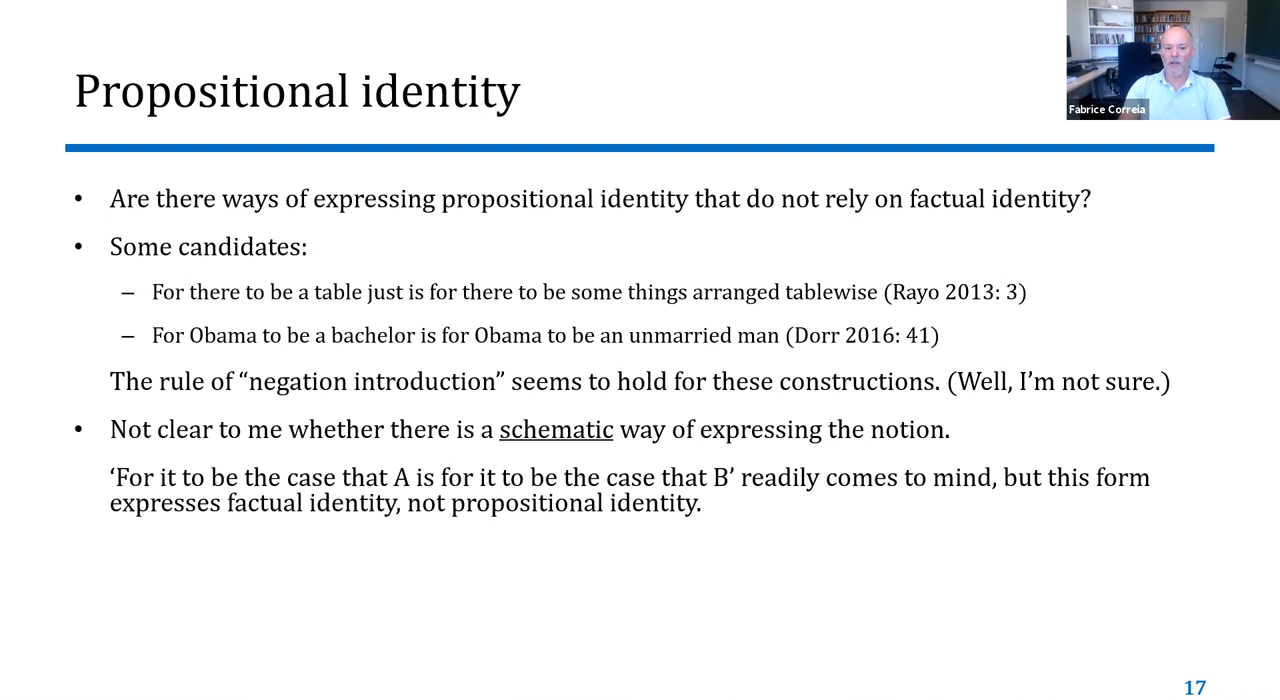 Propositional identity
Fabrice Correia
• Are there ways of expressing propositional identity that do not rely on factual identity?
• Some candidates:
– For there to be a table just is for there to be some things arranged tablewise (Rayo 2013: 3)
– For Obama to be a bachelor is for Obama to be an unmarried man (Dorr 2016: 41)
The rule of “negation introduction” seems to hold for these constructions. (Well, I’m not sure.)
• Not clear to me whether there is a schematic way of expressing the notion.
‘For it to be the case that A is for it to be the case that B’ readily comes to mind, but this form
expresses factual identity, not propositional identity.
17